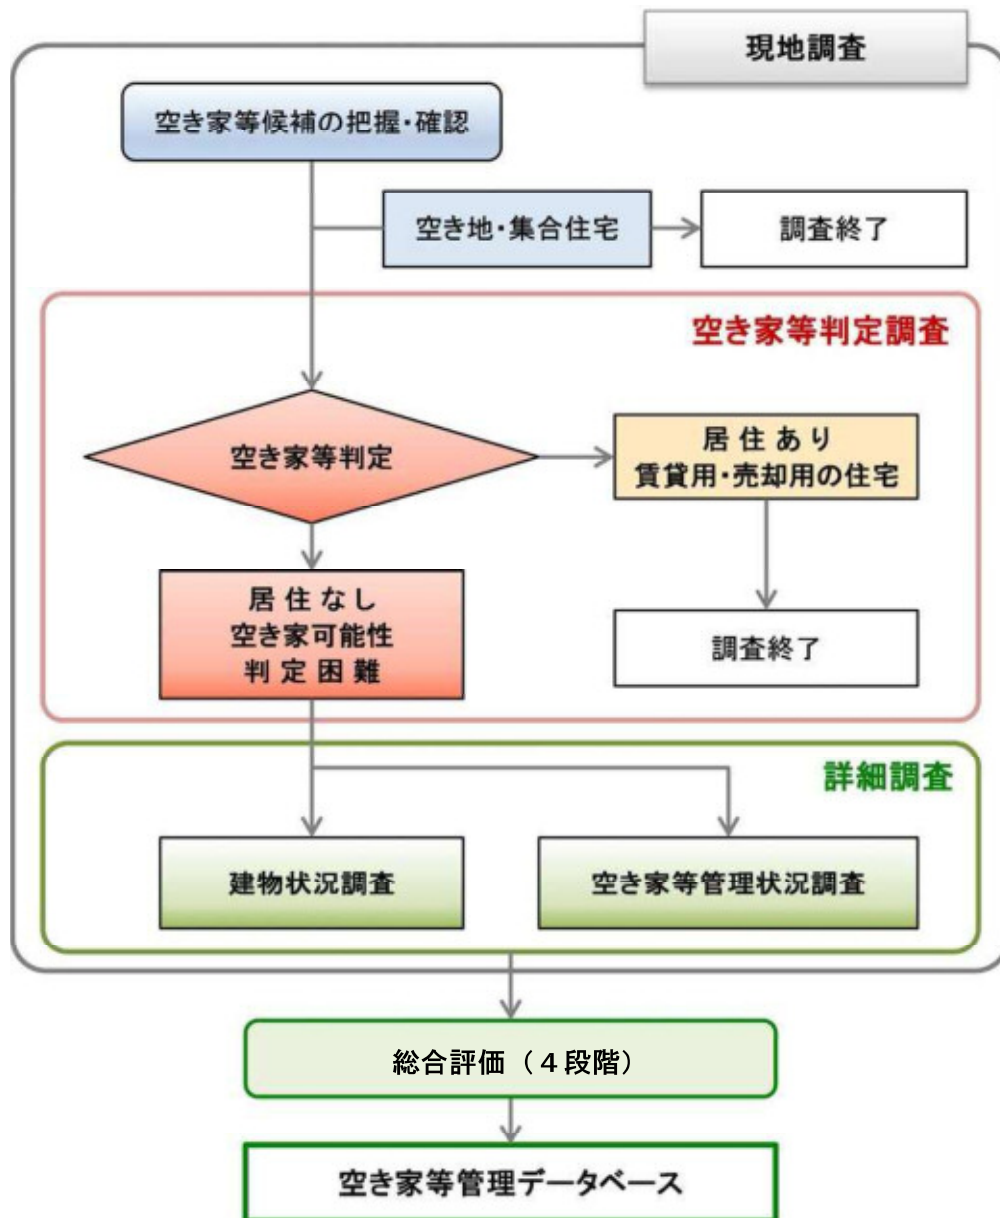 現地調査
空き家等候補の把握・確認
空き地・集合住宅
調査終了
空き家等判定調査
空き家等判定
居住あり
賃貸用・売却用の住宅
居住なし
空き家可能性
判定困難
調査終了
詳細調査
建物状況調査
空き家等管理状況調査
総合評価（４段階）
空き家等管理データベース